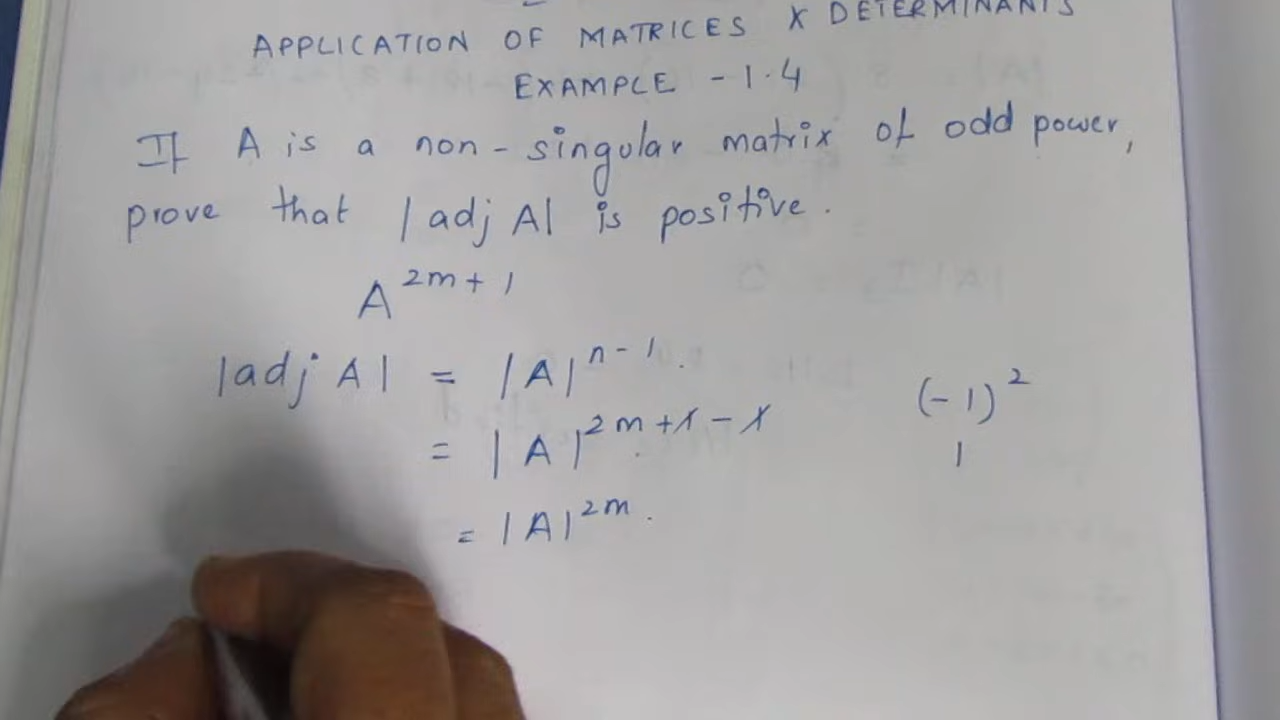 APPLICATION OF MATRICES & DETERMINANTS
EXAMPLE - 1.4
If A is a non-singular matrix of odd power,
prove that |adj A| is positive.
A^{2m+1}
|adj A| = |A|^{n-1}.
= |A|^{2m+1-1}
(-1)^2
1
= |A|^{2m}.